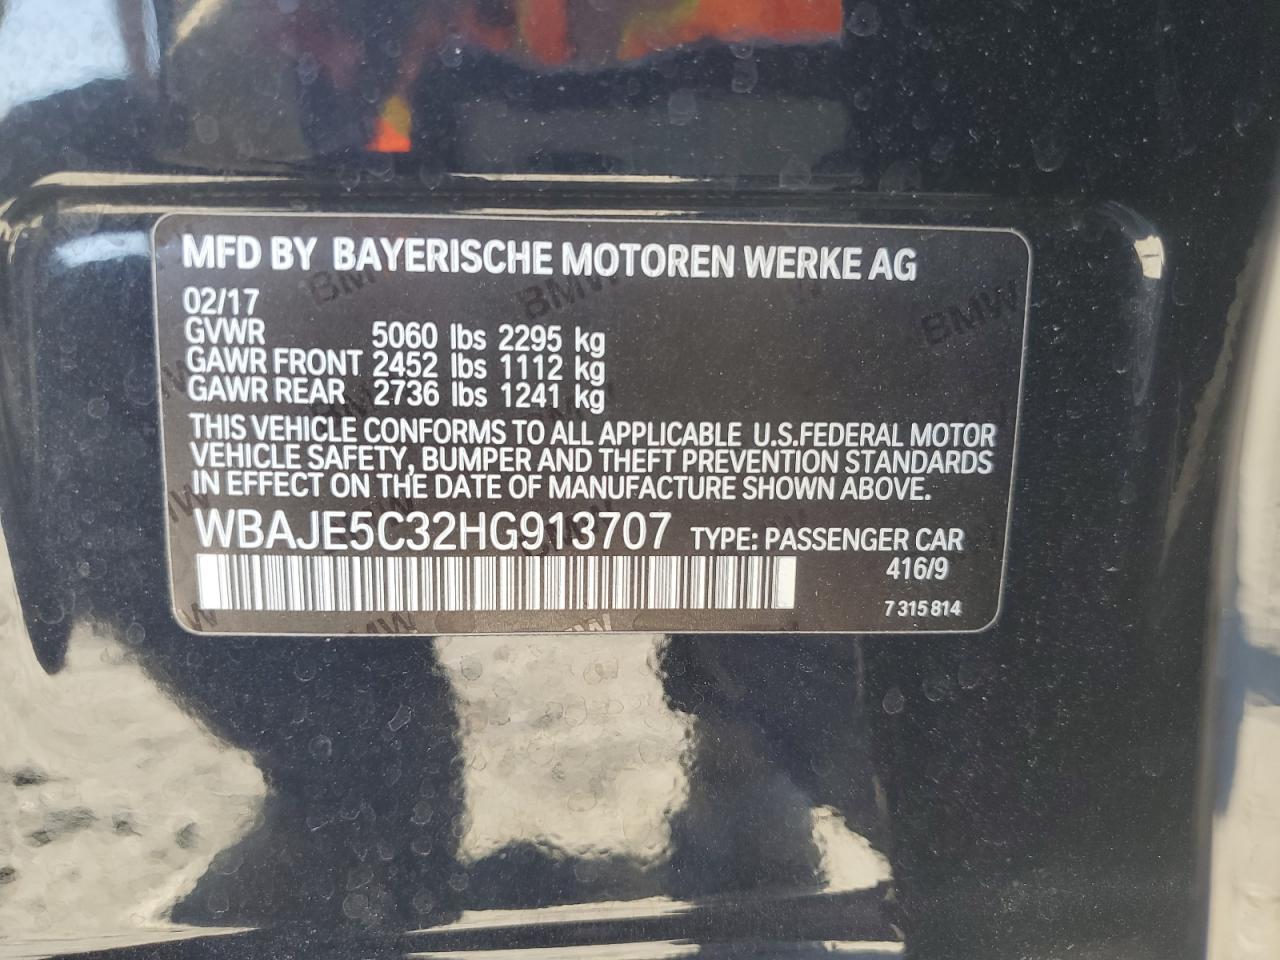 MFD BY BAYERISCHE MOTOREN WERKE AG
02/17
GVWR 5060 lbs 2295 kg
GAWR FRONT 2452 lbs 1112 kg
GAWR REAR 2736 lbs 1241 kg
THIS VEHICLE CONFORMS TO ALL APPLICABLE U.S.FEDERAL MOTOR
VEHICLE SAFETY, BUMPER AND THEFT PREVENTION STANDARDS
IN EFFECT ON THE DATE OF MANUFACTURE SHOWN ABOVE.
WBAJE5C32HG913707 TYPE: PASSENGER CAR
416/9
7 315 814